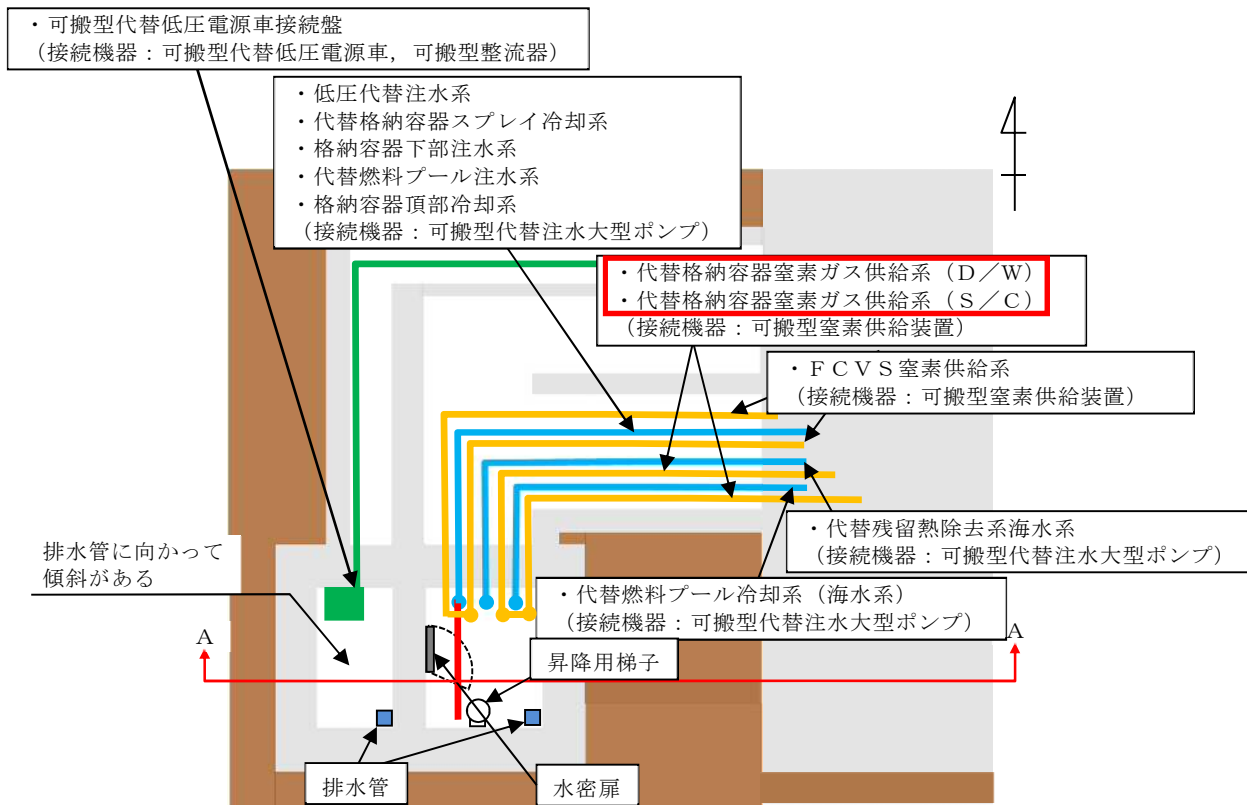 ・可搬型代替低圧電源車接続盤
（接続機器：可搬型代替低圧電源車，可搬型整流器）
・低圧代替注水系
・代替格納容器スプレイ冷却系
・格納容器下部注水系
・代替燃料プール注水系
・格納容器頂部冷却系
（接続機器：可搬型代替注水大型ポンプ）
・代替格納容器窒素ガス供給系（Ｄ／Ｗ）
・代替格納容器窒素ガス供給系（Ｓ／Ｃ）
（接続機器：可搬型窒素供給装置）
・ＦＣＶＳ窒素供給系
（接続機器：可搬型窒素供給装置）
・代替残留熱除去系海水系
（接続機器：可搬型代替注水大型ポンプ）
排水管に向かって
傾斜がある
・代替燃料プール冷却系（海水系）
（接続機器：可搬型代替注水大型ポンプ）
A
A
昇降用梯子
排水管
水密扉